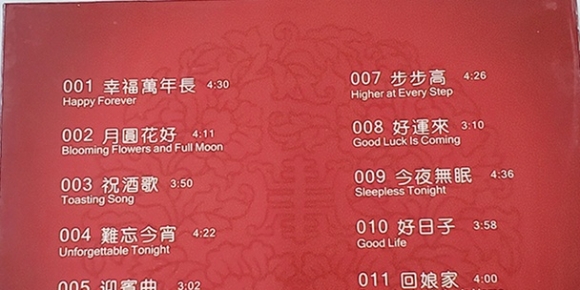 001 幸福萬年長 4:30
Happy Forever
002 月圓花好 4:11
Blooming Flowers and Full Moon
003 祝酒歌 3:50
Toasting Song
004 難忘今宵 4:22
Unforgettable Tonight
005 迎賓曲 3:02
007 步步高 4:26
Higher at Every Step
008 好運來 3:10
Good Luck Is Coming
009 今夜無眠 4:36
Sleepless Tonight
010 好日子 3:58
Good Life
011 回娘家 4:00